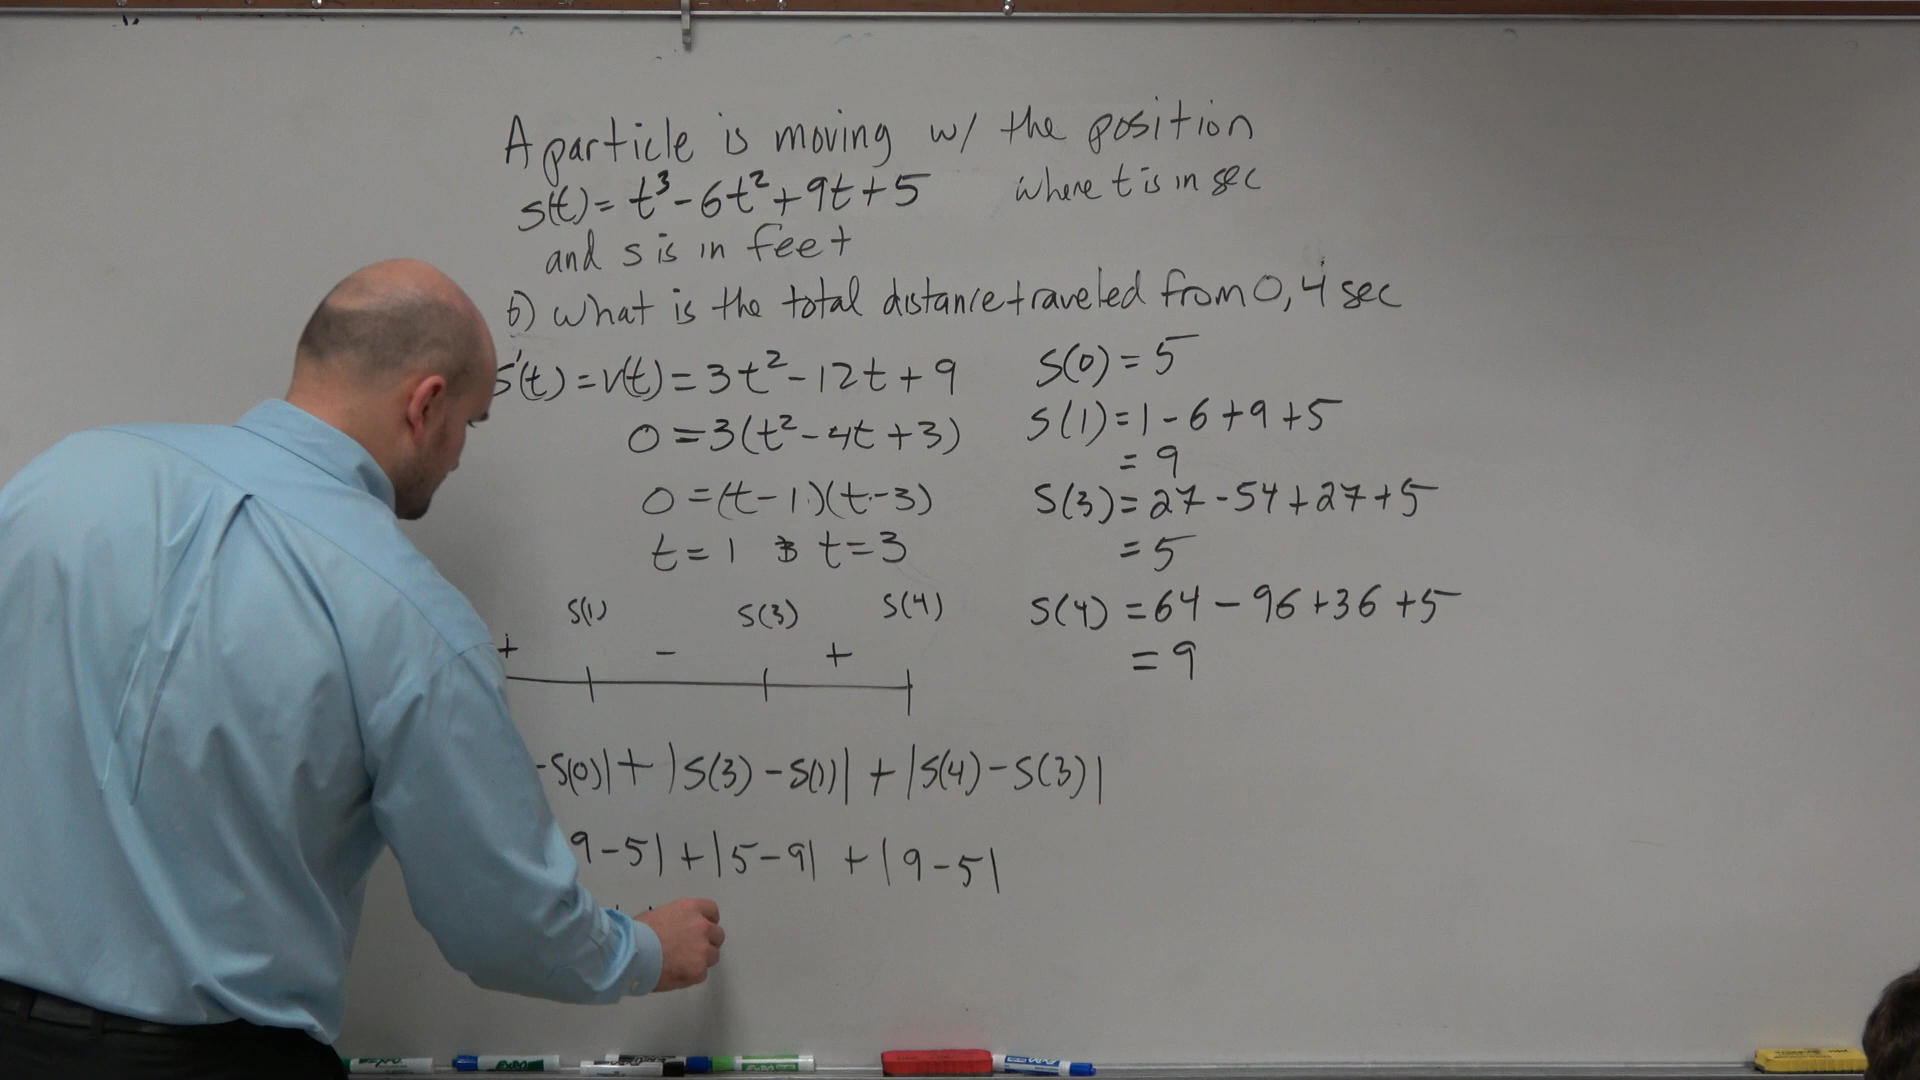 A particle is moving w/ the position
s(t) = t³ - 6t² + 9t + 5 where t is in sec
and s is in feet
b) what is the total distance traveled from 0, 4 sec
s'(t) = v(t) = 3t² - 12t + 9
0 = 3(t² - 4t + 3)
0 = (t - 1)(t - 3)
t = 1 & t = 3
S(1) S(3) S(4)
+ - +
- S(0)| + |S(3) - S(1)| + |S(4) - S(3)|
9 - 5| + |5 - 9| + |9 - 5|
S(0) = 5
S(1) = 1 - 6 + 9 + 5
= 9
S(3) = 27 - 54 + 27 + 5
= 5
S(4) = 64 - 96 + 36 + 5
= 9
EXPO